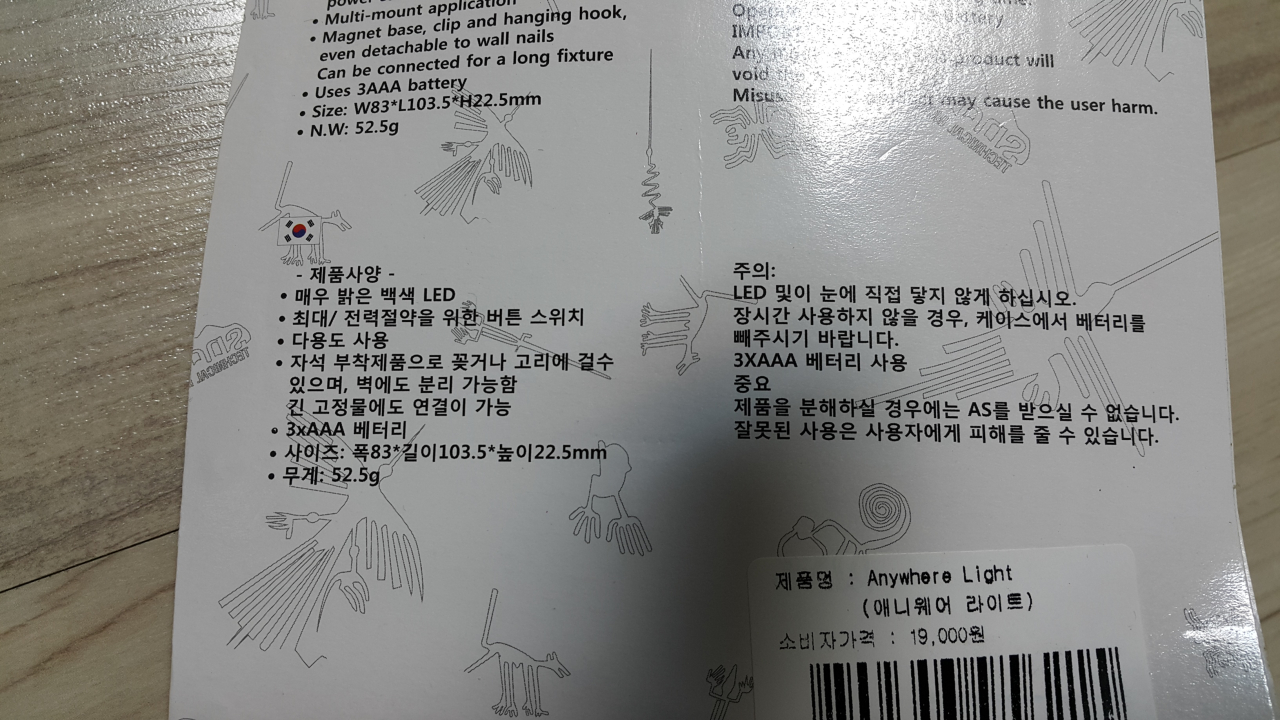 power
• Multi-mount application
• Magnet base, clip and hanging hook,
even detachable to wall nails
Can be connected for a long fixture
• Uses 3AAA battery
• Size: W83*L103.5*H22.5mm
• N.W: 52.5g
time.
battery
Any product will
void
may cause the user harm.
- 제품사양 -
• 매우 밝은 백색 LED
• 최대/ 전력절약을 위한 버튼 스위치
• 다용도 사용
• 자석 부착제품으로 꽂거나 고리에 걸수
있으며, 벽에도 분리 가능함
긴 고정물에도 연결이 가능
• 3xAAA 베터리
• 사이즈: 폭83*길이103.5*높이22.5mm
• 무계: 52.5g
주의:
LED 및이 눈에 직접 닿지 않게 하십시오.
장시간 사용하지 않을 경우, 케이스에서 베터리를
빼주시기 바랍니다.
3XAAA 베터리 사용
중요
제품을 분해하실 경우에는 AS를 받으실 수 없습니다.
잘못된 사용은 사용자에게 피해를 줄 수 있습니다.
제품명 : Anywhere Light
(애니웨어 라이트)
소비자가격 : 19,000원